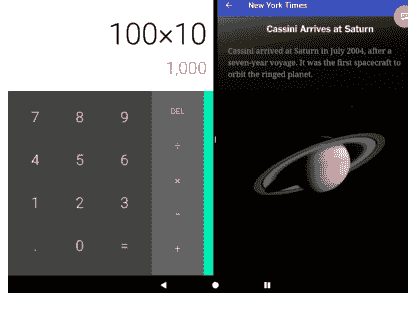 100×10
1,000
7 8 9 DEL
4 5 6 ÷
1 2 3 ×
. 0 = −
+
New York Times
Cassini Arrives at Saturn
Cassini arrived at Saturn in July 2004, after a
seven-year voyage. It was the first spacecraft to
orbit the ringed planet.